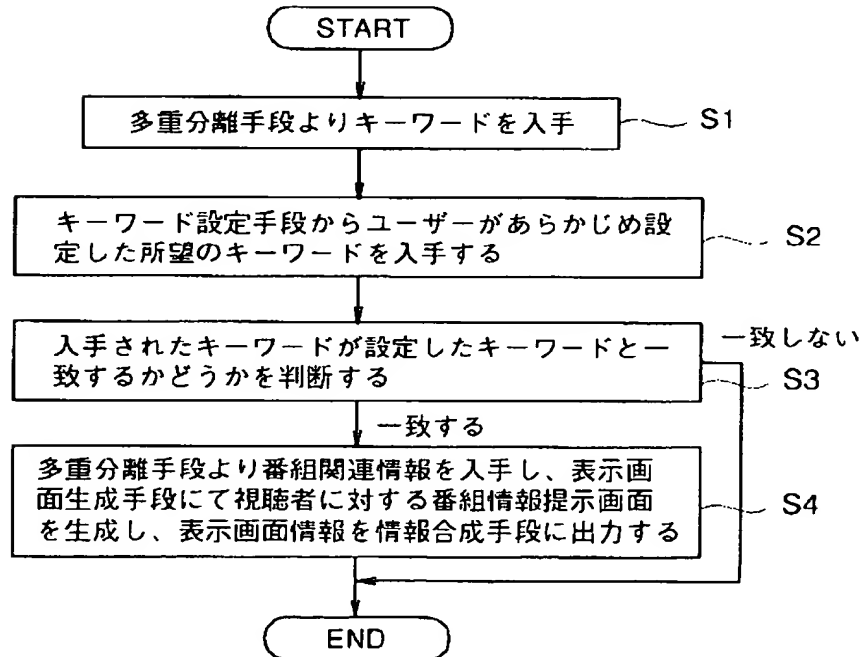 START
多重分離手段よりキーワードを入手
S1
キーワード設定手段からユーザーがあらかじめ設
定した所望のキーワードを入手する
S2
入手されたキーワードが設定したキーワードと一
致するかどうかを判断する
一致しない
S3
一致する
多重分離手段より番組関連情報を入手し、表示画
面生成手段にて視聴者に対する番組情報提示画面
を生成し、表示画面情報を情報合成手段に出力する
S4
END